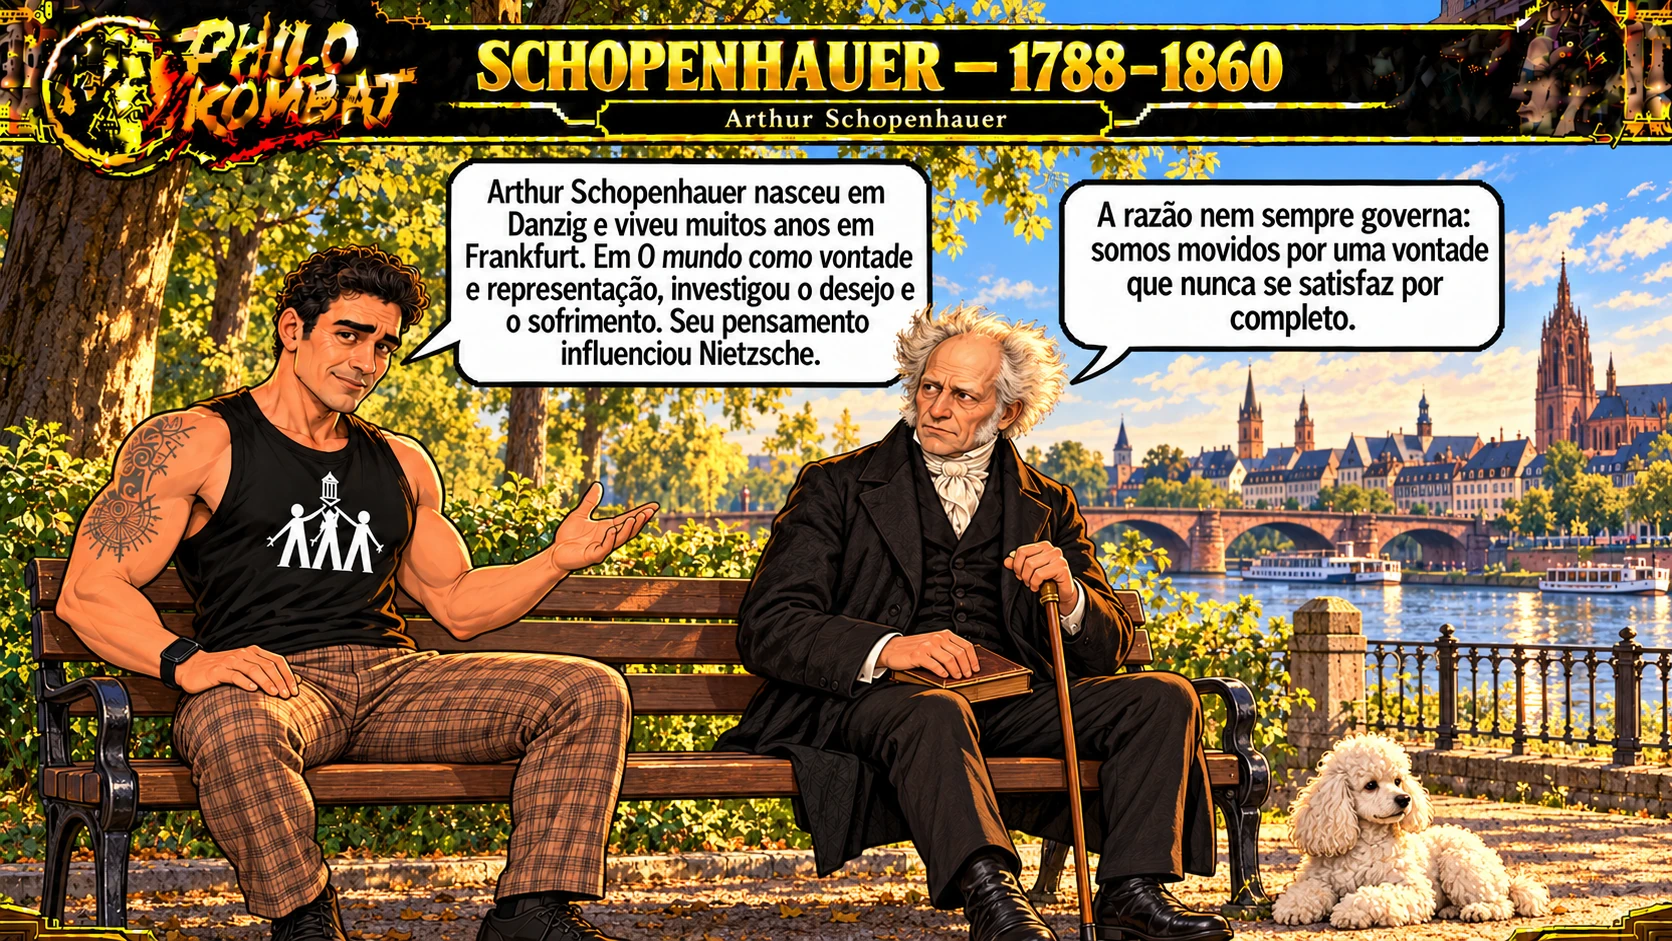 PHILO
KOMBAT
SCHOPENHAUER – 1788–1860
Arthur Schopenhauer
Arthur Schopenhauer nasceu em
Danzig e viveu muitos anos em
Frankfurt. Em O mundo como vontade
e representação, investigou o desejo e
o sofrimento. Seu pensamento
influenciou Nietzsche.
A razão nem sempre governa:
somos movidos por uma vontade
que nunca se satisfaz por
completo.